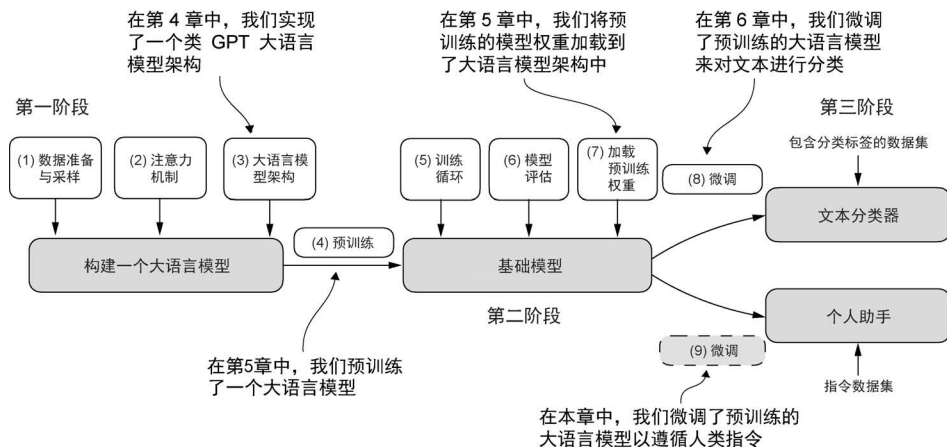 在第 4 章中，我们实现
了一个类 GPT 大语言
模型架构
在第 5 章中，我们将预
训练的模型权重加载到
了大语言模型架构中
在第 6 章中，我们微调
了预训练的大语言模型
来对文本进行分类
第一阶段
第三阶段
(1) 数据准备
与采样
(2) 注意力
机制
(3) 大语言模
型架构
(5) 训练
循环
(6) 模型
评估
(7) 加载
预训练
权重
(8) 微调
包含分类标签的数据集
文本分类器
构建一个大语言模型
(4) 预训练
基础模型
第二阶段
个人助手
(9) 微调
指令数据集
在第5章中，我们预训练
了一个大语言模型
在本章中，我们微调了预训练的
大语言模型以遵循人类指令